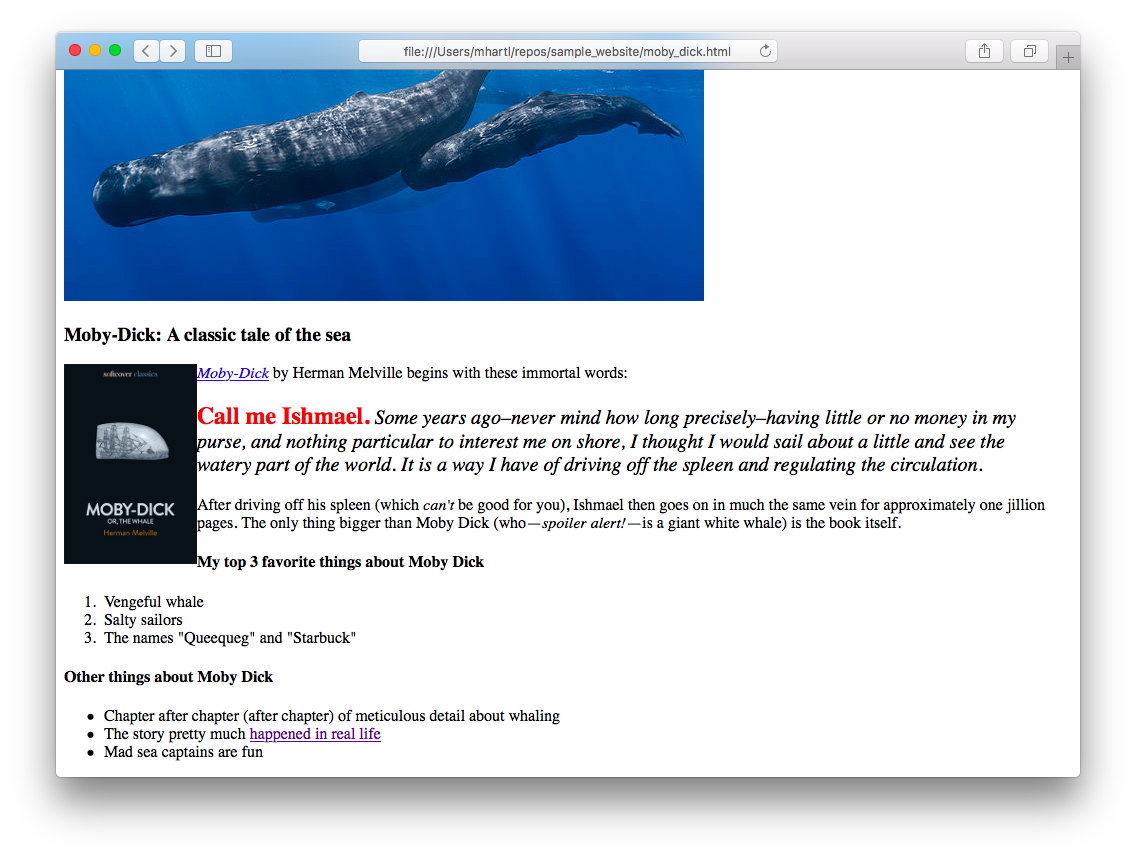 file:///Users/mhartl/repos/sample_website/moby_dick.html
Moby-Dick: A classic tale of the sea
softcover classics
MOBY-DICK
OR, THE WHALE
Herman Melville
Moby-Dick by Herman Melville begins with these immortal words:
Call me Ishmael. Some years ago–never mind how long precisely–having little or no money in my
purse, and nothing particular to interest me on shore, I thought I would sail about a little and see the
watery part of the world. It is a way I have of driving off the spleen and regulating the circulation.
After driving off his spleen (which can't be good for you), Ishmael then goes on in much the same vein for approximately one jillion
pages. The only thing bigger than Moby Dick (who—spoiler alert!—is a giant white whale) is the book itself.
My top 3 favorite things about Moby Dick
1. Vengeful whale
2. Salty sailors
3. The names "Queequeg" and "Starbuck"
Other things about Moby Dick
• Chapter after chapter (after chapter) of meticulous detail about whaling
• The story pretty much happened in real life
• Mad sea captains are fun